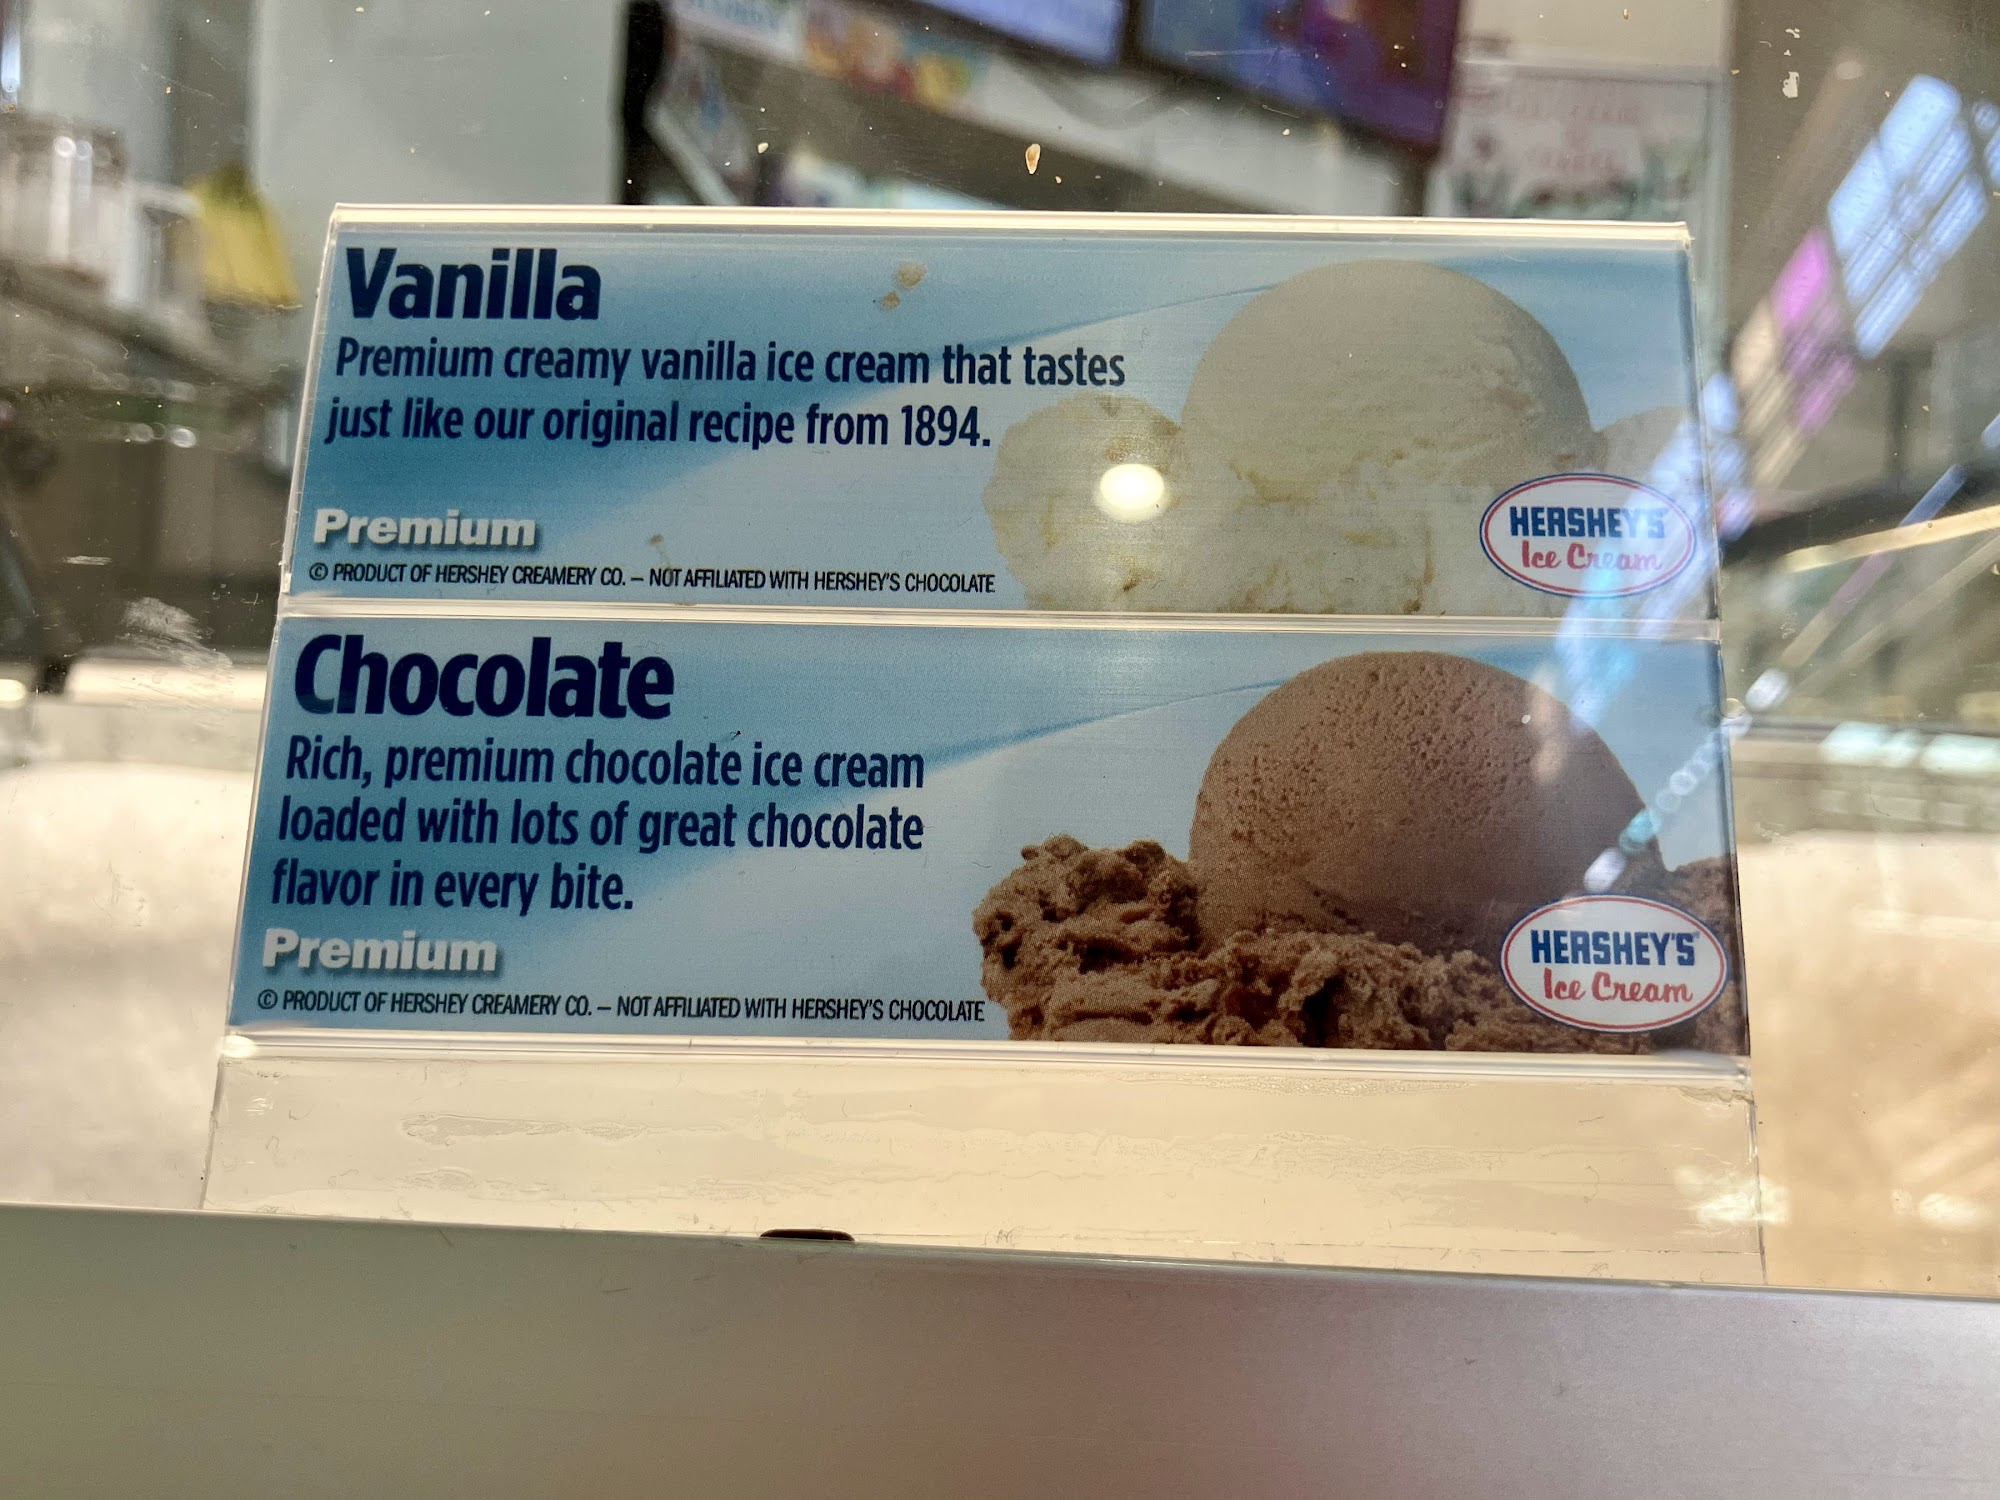 Vanilla
Premium creamy vanilla ice cream that tastes
just like our original recipe from 1894.
Premium
© PRODUCT OF HERSHEY CREAMERY CO. – NOT AFFILIATED WITH HERSHEY'S CHOCOLATE
HERSHEY'S
Ice Cream
Chocolate
Rich, premium chocolate ice cream
loaded with lots of great chocolate
flavor in every bite.
Premium
© PRODUCT OF HERSHEY CREAMERY CO. – NOT AFFILIATED WITH HERSHEY'S CHOCOLATE
HERSHEY'S
Ice Cream